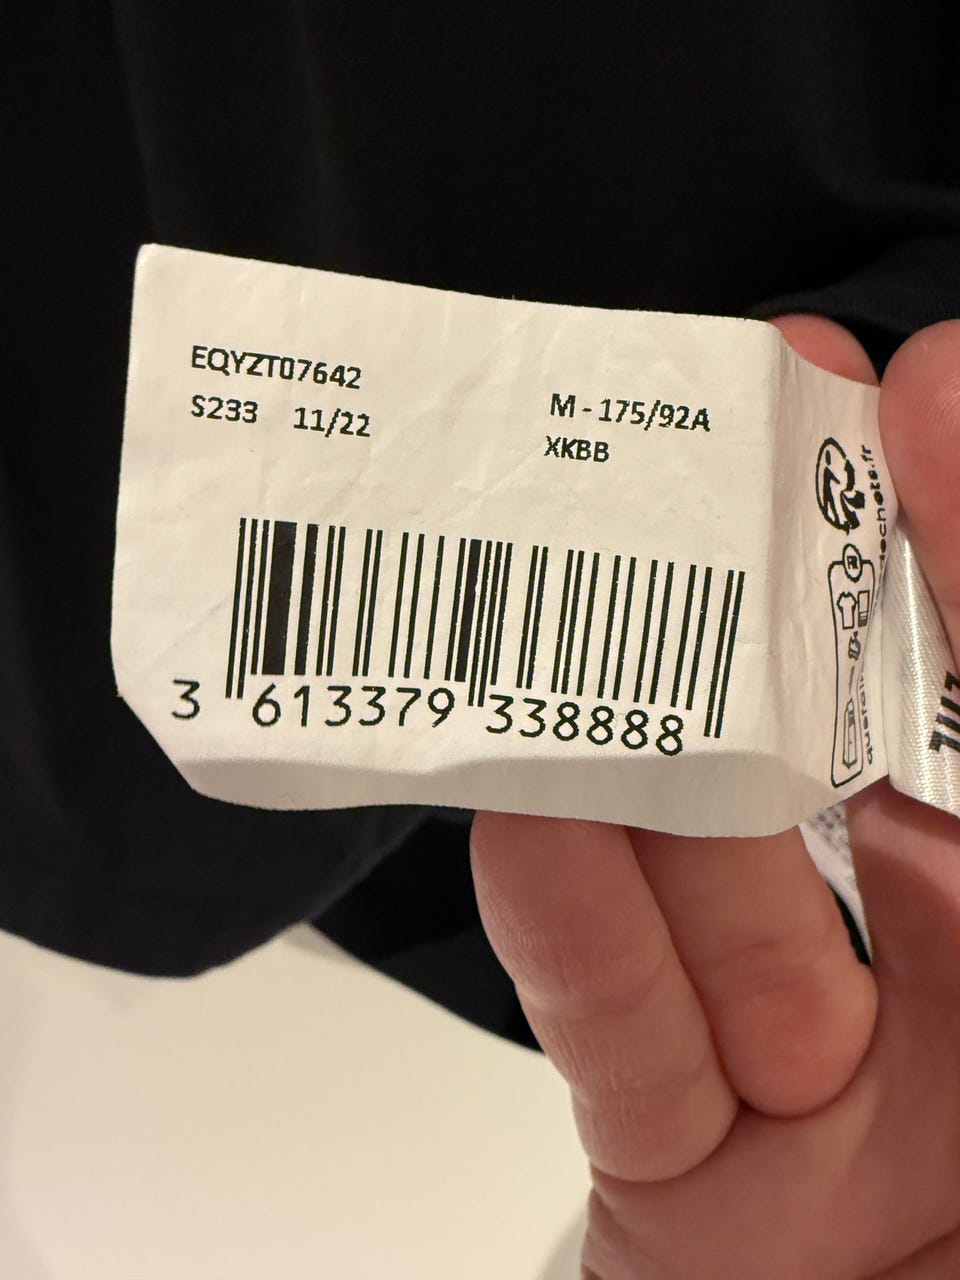 EQYZT07642
S233 11/22
M - 175/92A
XKBB
3 613379 338888